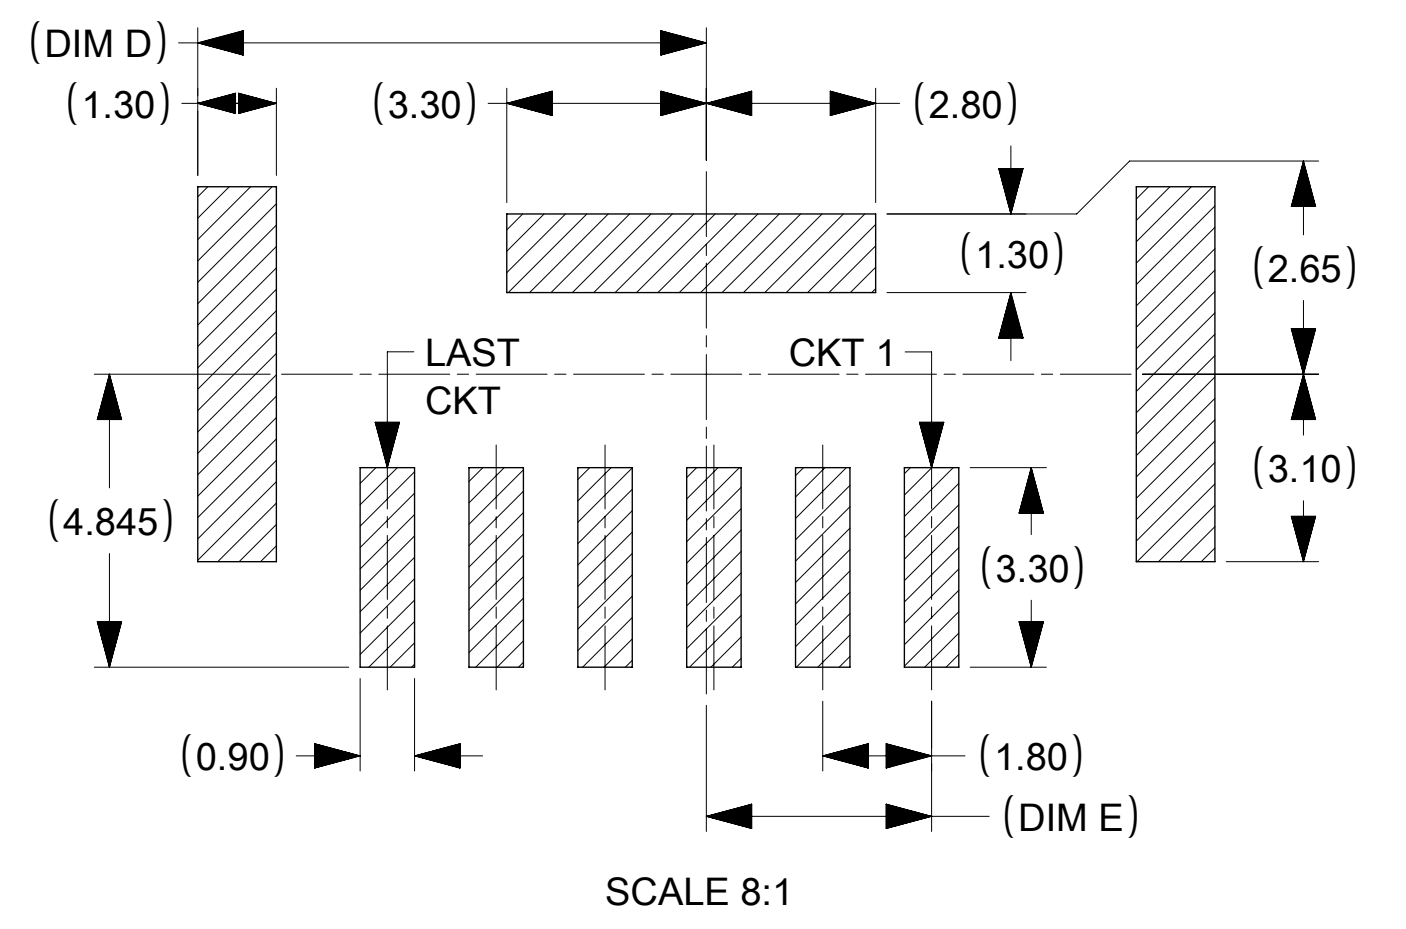 (DIM D)
(1.30)
(3.30)
(2.80)
(1.30)
(2.65)
LAST
CKT
CKT 1
(3.10)
(4.845)
(3.30)
(0.90)
(1.80)
(DIM E)
SCALE 8:1